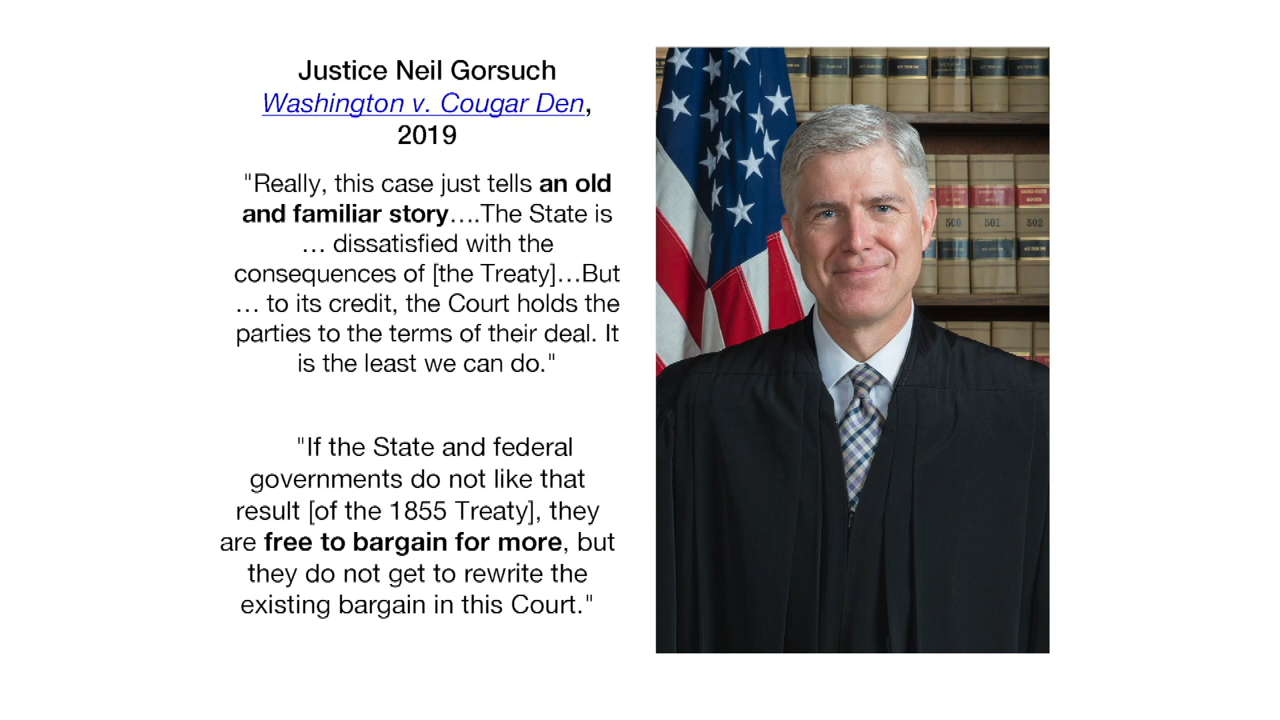 Justice Neil Gorsuch
Washington v. Cougar Den,
2019
"Really, this case just tells an old
and familiar story….The State is
… dissatisfied with the
consequences of [the Treaty]…But
… to its credit, the Court holds the
parties to the terms of their deal. It
is the least we can do."
"If the State and federal
governments do not like that
result [of the 1855 Treaty], they
are free to bargain for more, but
they do not get to rewrite the
existing bargain in this Court."
500
501
502